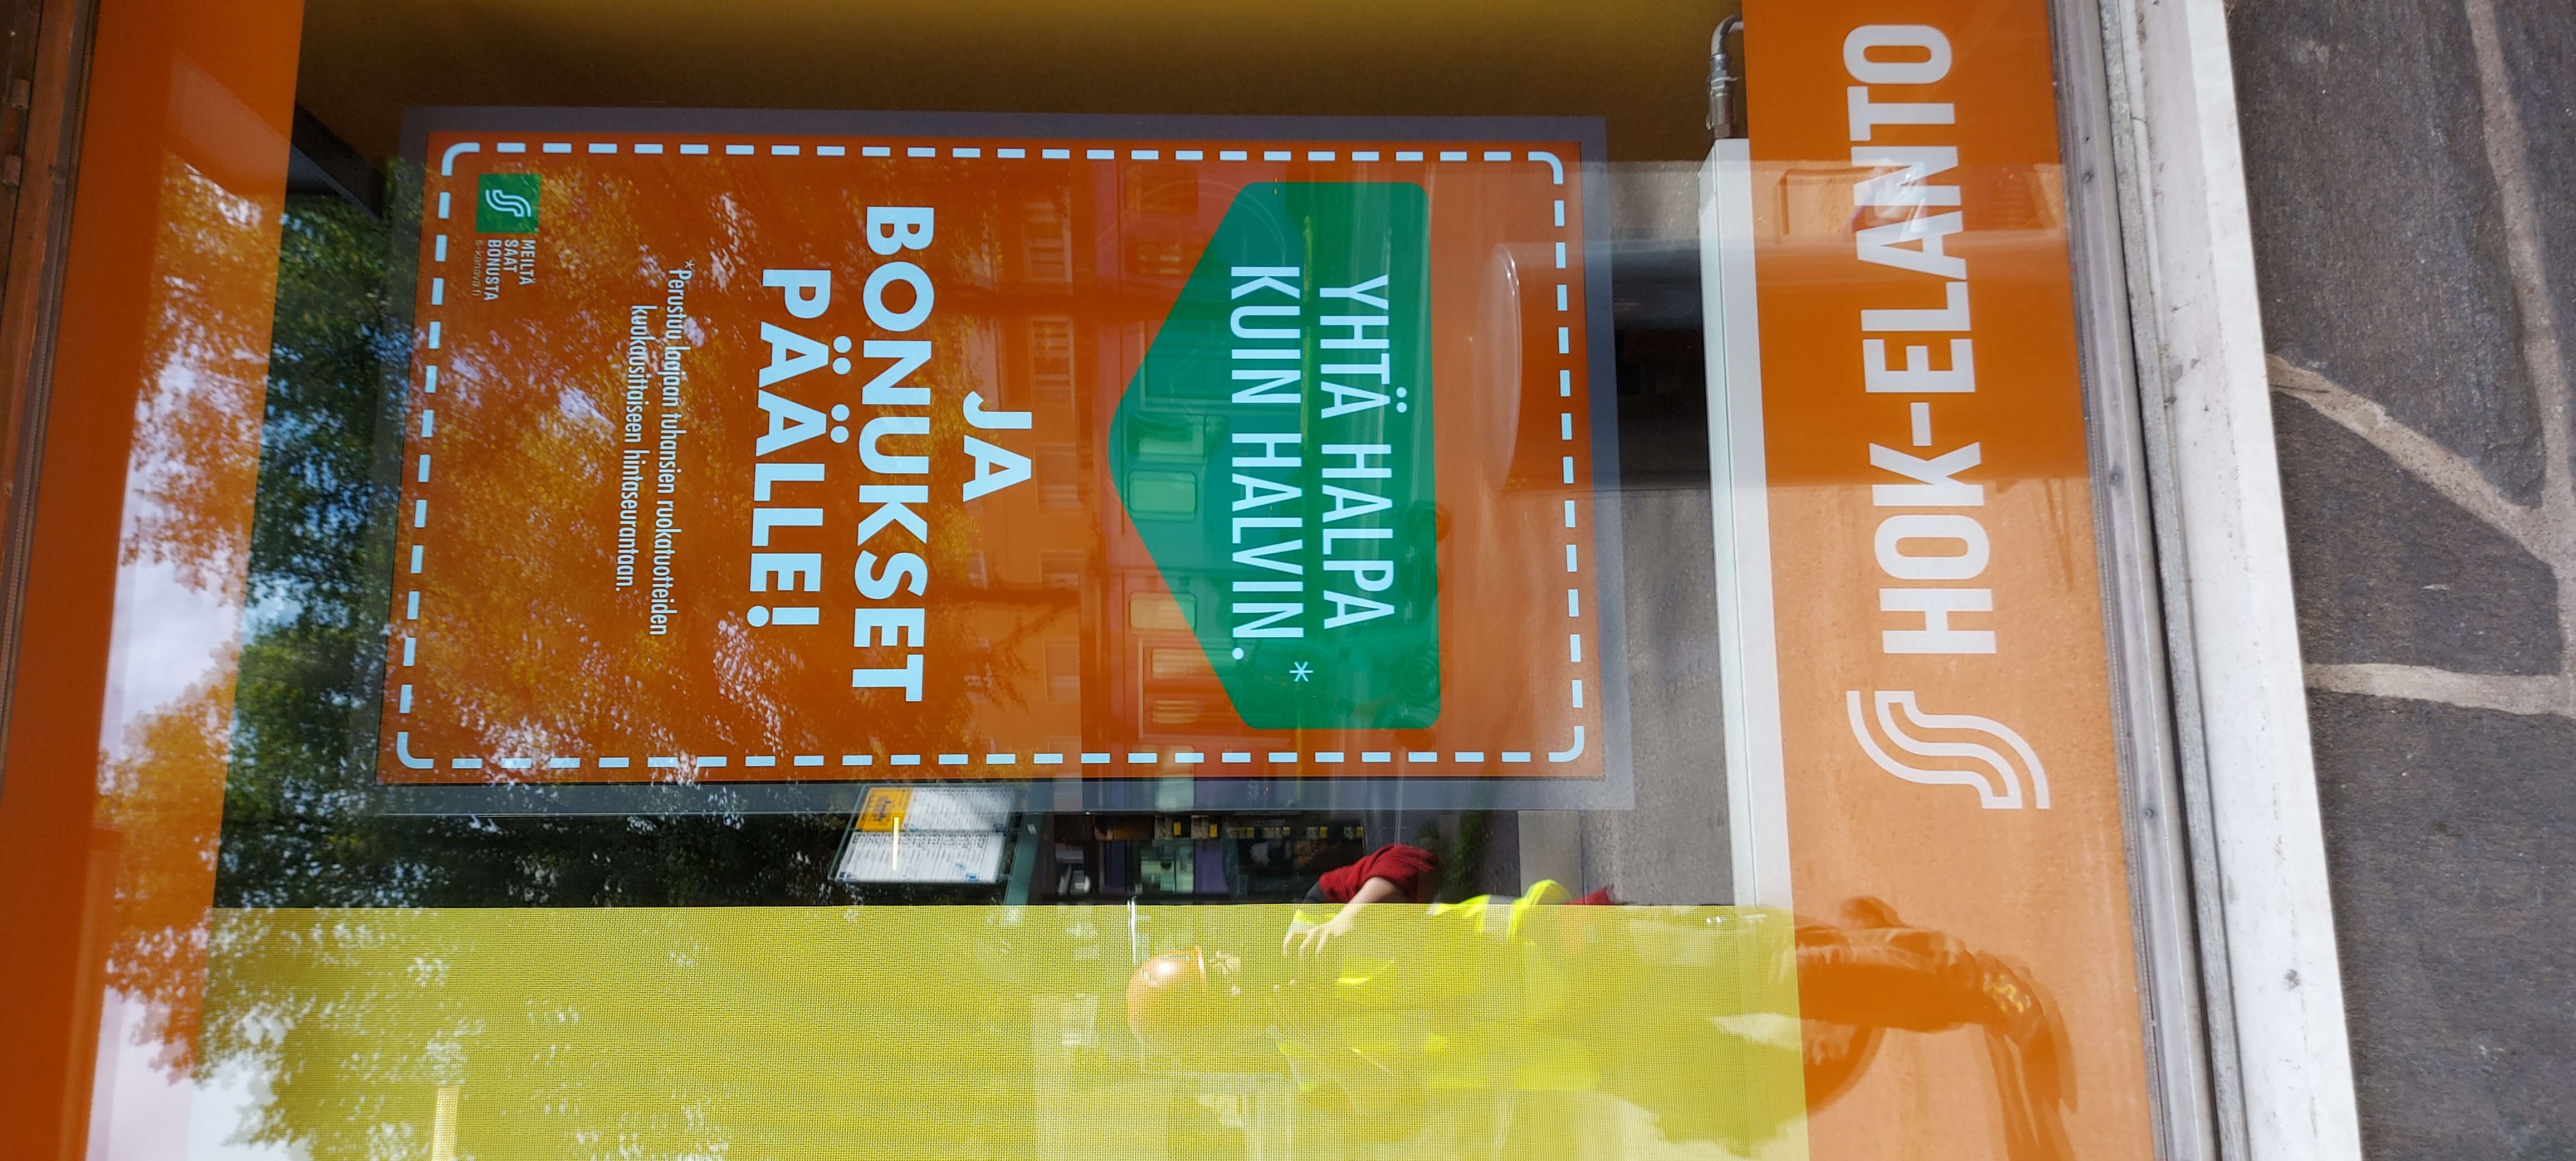 YHTÄ HALPA
KUIN HALVIN.*
JA
BONUKSET
PÄÄLLE!
*Perustuu laajaan tuhansien ruokatuotteiden
kuukausittaiseen hintaseurantaan.
MEILTÄ
SAAT
BONUSTA
s-kanava.fi
HOK-ELANTO